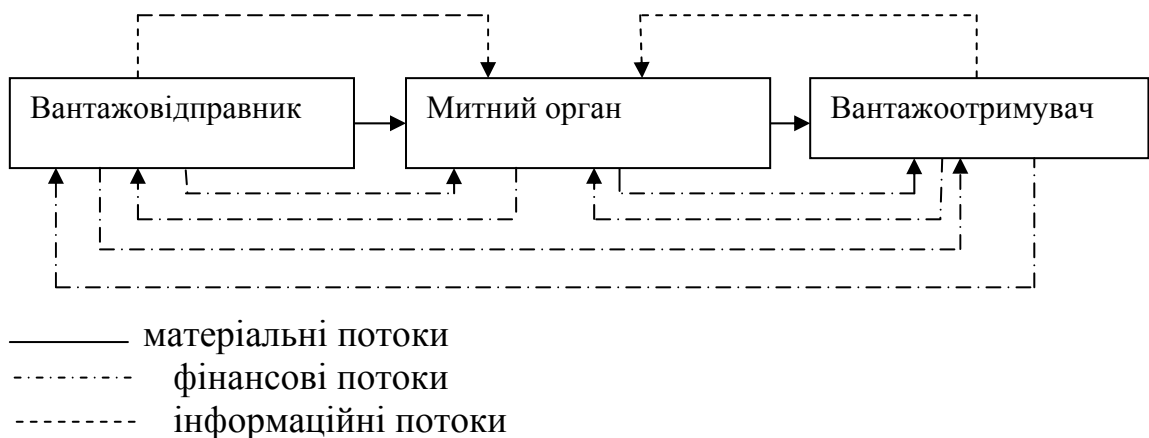 Вантажовідправник
Митний орган
Вантажоотримувач
матеріальні потоки
фінансові потоки
інформаційні потоки